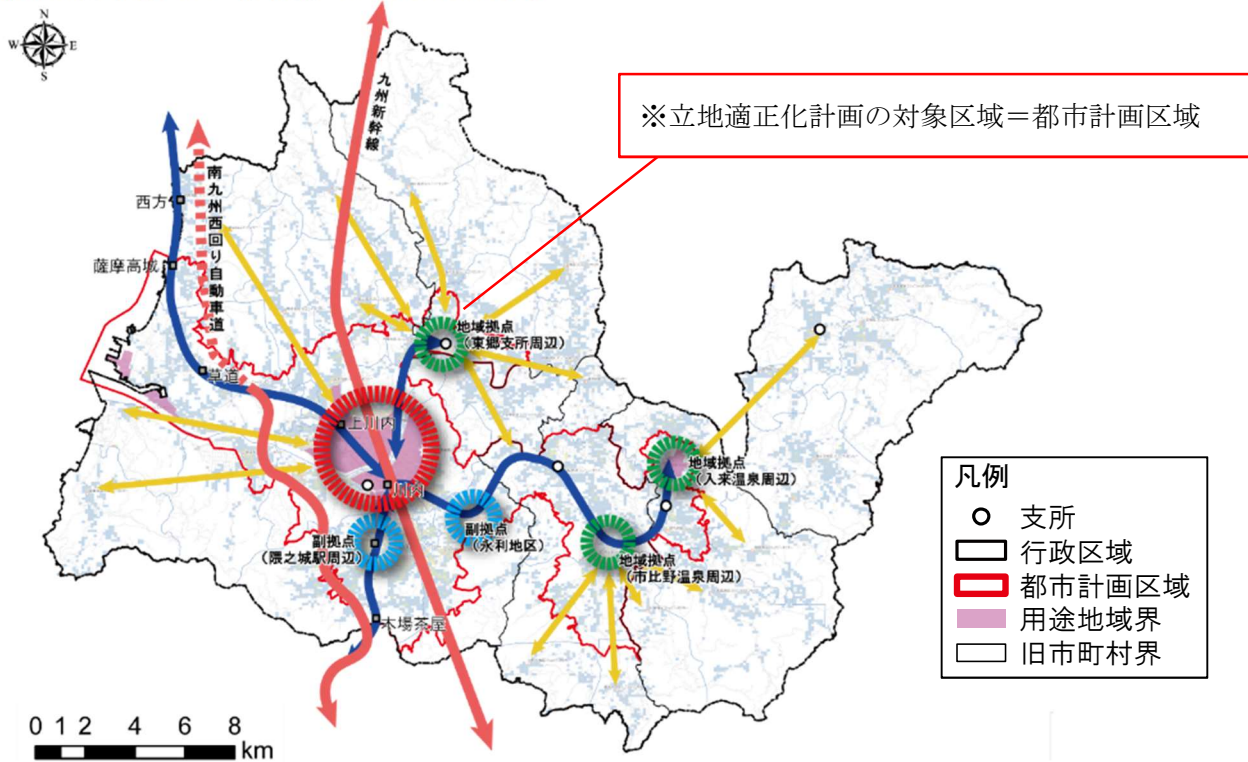 N
W
E
S
九州新幹線
※立地適正化計画の対象区域＝都市計画区域
南九州西回り自動車道
西方
薩摩高城
地域拠点
（東郷支所周辺）
草道
上川内
川内
地域拠点
（入来温泉周辺）
副拠点
（永利地区）
副拠点
（隈之城駅周辺）
地域拠点
（市比野温泉周辺）
木場茶屋
凡例
支所
行政区域
都市計画区域
用途地域界
旧市町村界
0 1 2 4 6 8
km